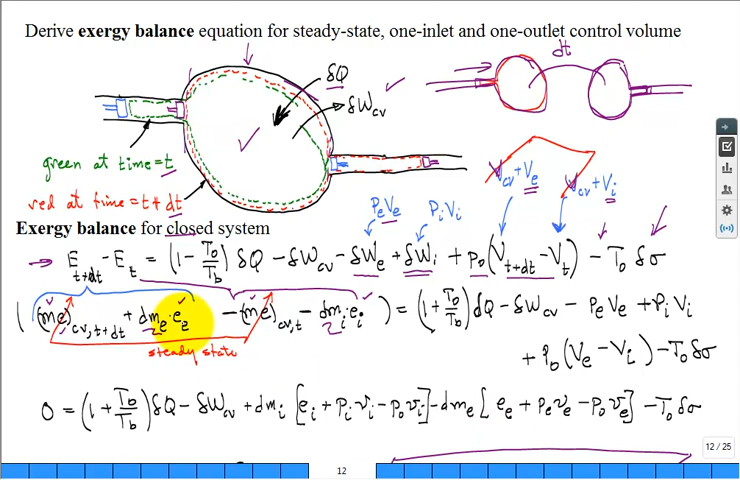 Derive exergy balance equation for steady-state, one-inlet and one-outlet control volume
dt
δQ
δW_cv
green at time = t
red at time = t + dt
V_cv + V_e
V_cv + V_i
P_e V_e P_i V_i
Exergy balance for closed system
→ E_{t+dt} - E_t = (1 - T_0/T_b) δQ - δW_cv - δW_e + δW_i + p_0 (V_{t+dt} - V_t) - T_0 δσ
((me)_{cv, t+dt} + dm_e · e_e - (me)_{cv, t} - dm_i e_i) = (1 + T_0/T_b) δQ - δW_cv - P_e V_e + P_i V_i
steady state
+ P_0 (V_e - V_i) - T_0 δσ
0 = (1 + T_0/T_b) δQ - δW_cv + dm_i [e_i + P_i v_i - P_0 v_i] - dm_e [e_e + P_e v_e - P_0 v_e] - T_0 δσ
12 / 25
12